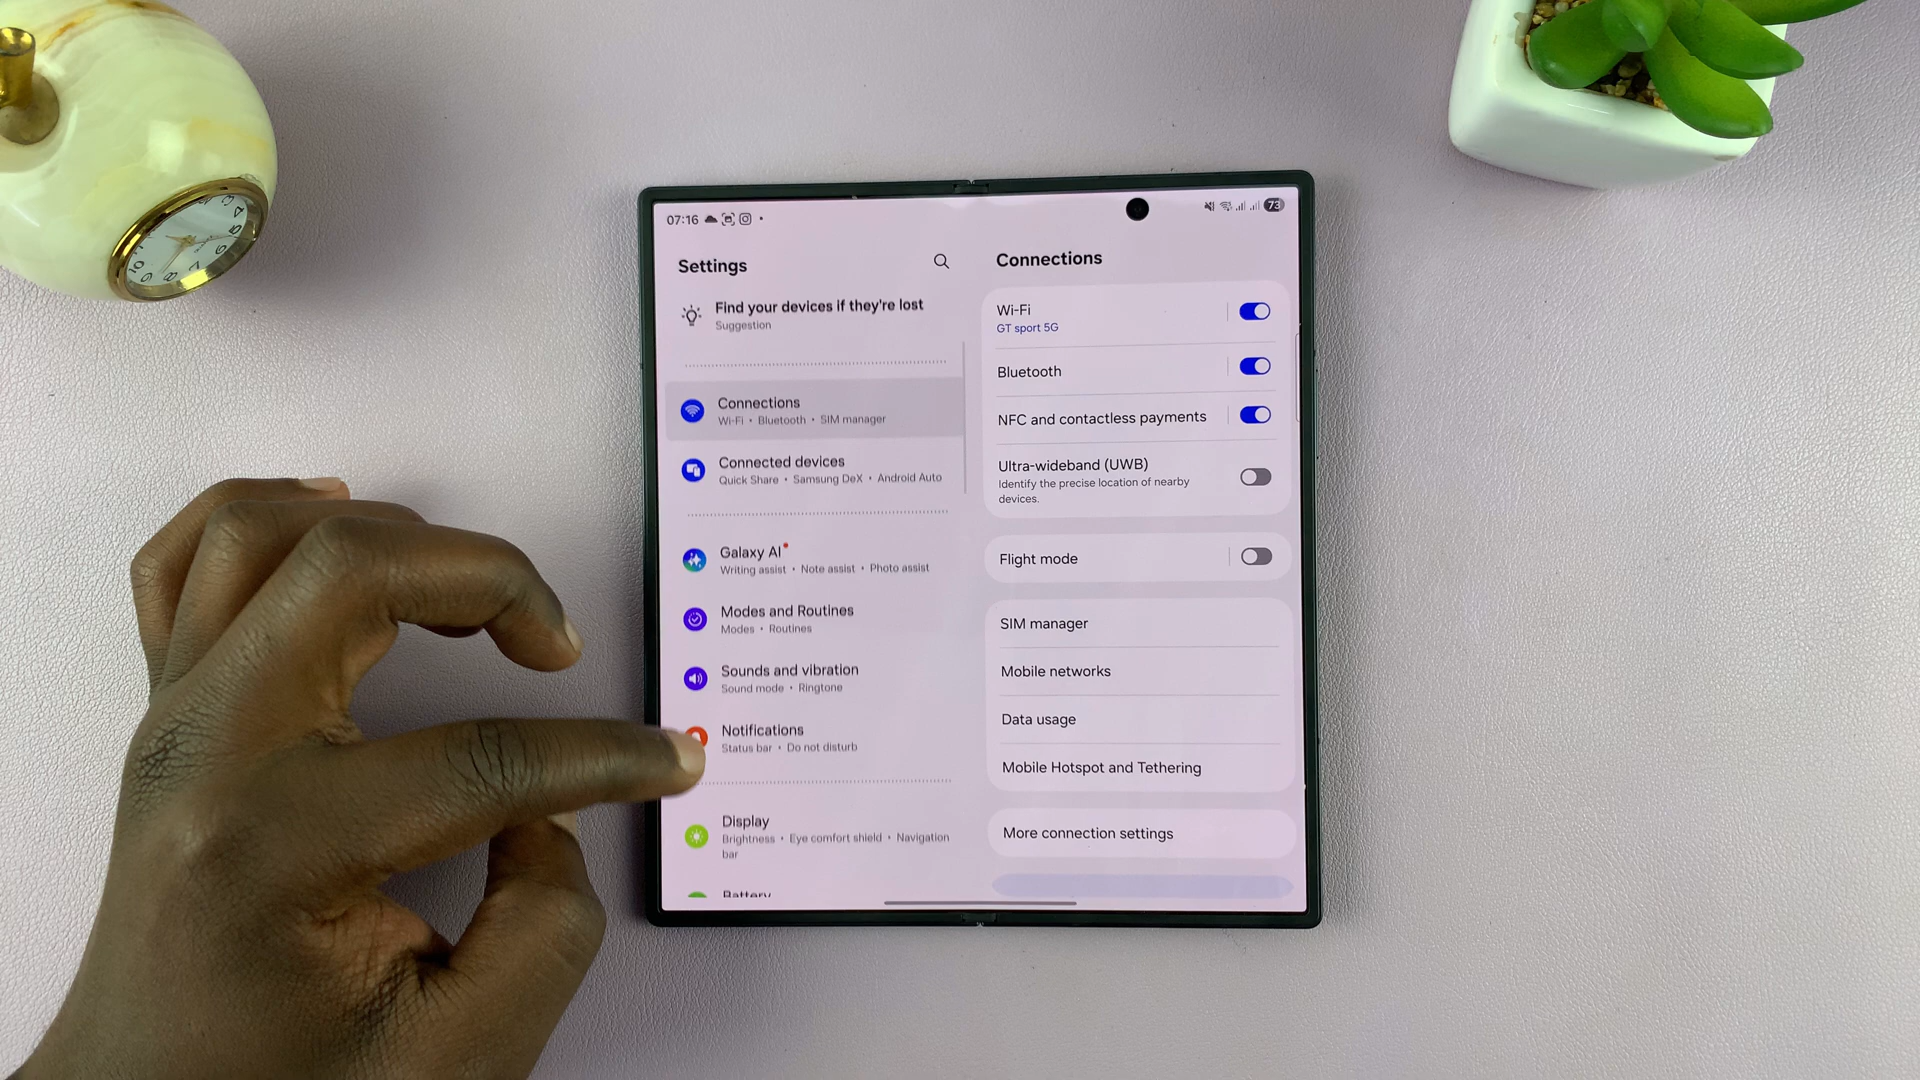 07:16
73
Settings
Find your devices if they're lost
Suggestion
Connections
Wi-Fi • Bluetooth • SIM manager
Connected devices
Quick Share • Samsung DeX • Android Auto
Galaxy AI
Writing assist • Note assist • Photo assist
Modes and Routines
Modes • Routines
Sounds and vibration
Sound mode • Ringtone
Notifications
Status bar • Do not disturb
Display
Brightness • Eye comfort shield • Navigation
bar
Battery
Connections
Wi-Fi
GT sport 5G
Bluetooth
NFC and contactless payments
Ultra-wideband (UWB)
Identify the precise location of nearby
devices.
Flight mode
SIM manager
Mobile networks
Data usage
Mobile Hotspot and Tethering
More connection settings